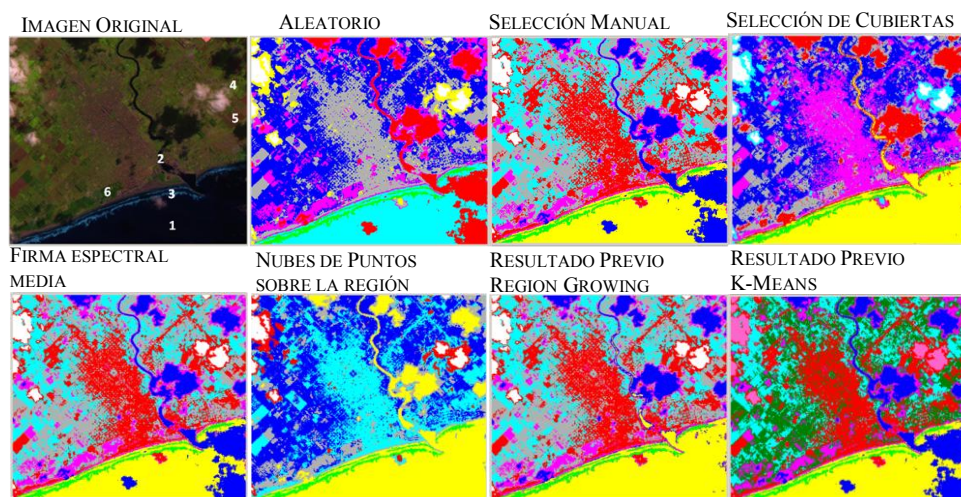 IMAGEN ORIGINAL
ALEATORIO
SELECCIÓN MANUAL
SELECCIÓN DE CUBIERTAS
4
5
2
6
3
1
FIRMA ESPECTRAL
MEDIA
NUBES DE PUNTOS
SOBRE LA REGIÓN
RESULTADO PREVIO
REGION GROWING
RESULTADO PREVIO
K-MEANS